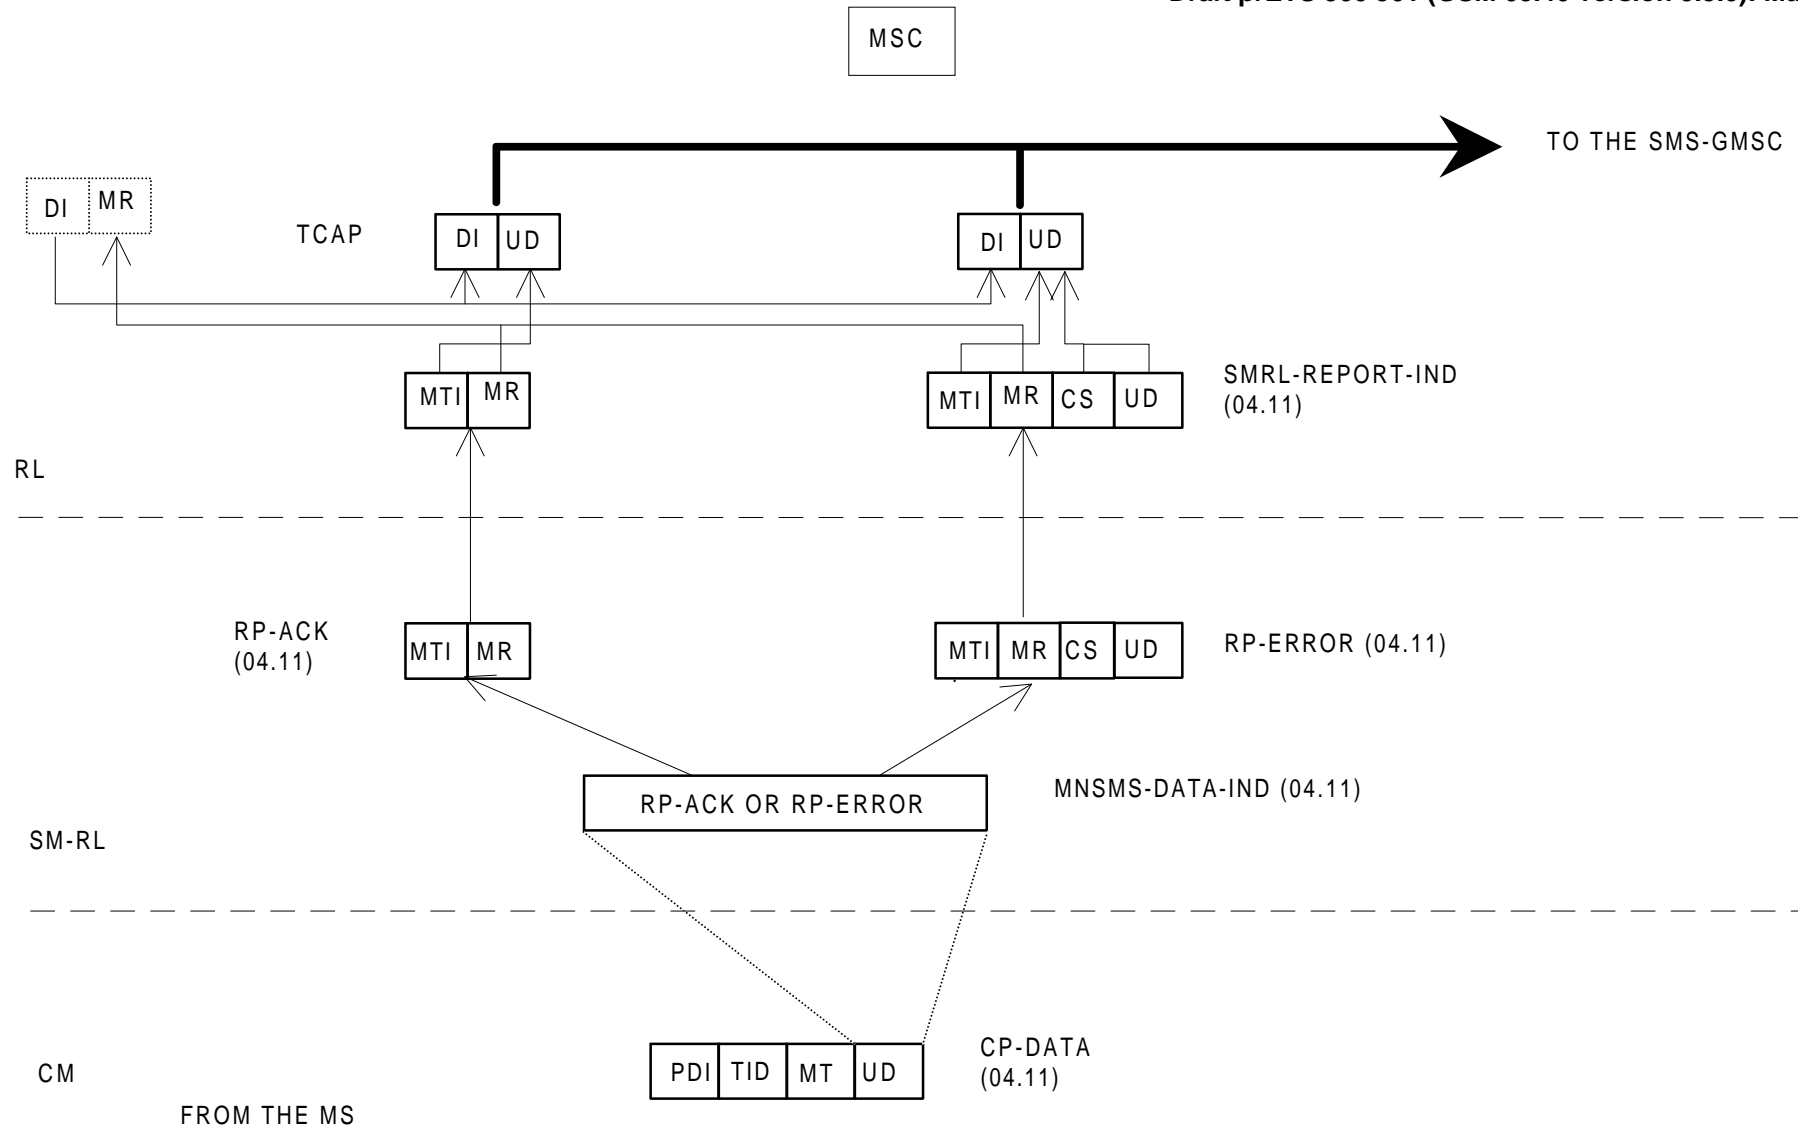 MSC
TO THE SMS-GMSC
DI MR
TCAP
DI UD
DI UD
MTI MR
MTI MR CS UD
SMRL-REPORT-IND
(04.11)
RL
RP-ACK
(04.11)
MTI MR
MTI MR CS UD
RP-ERROR (04.11)
RP-ACK OR RP-ERROR
MNSMS-DATA-IND (04.11)
SM-RL
PDI TID MT UD
CP-DATA
(04.11)
CM
FROM THE MS